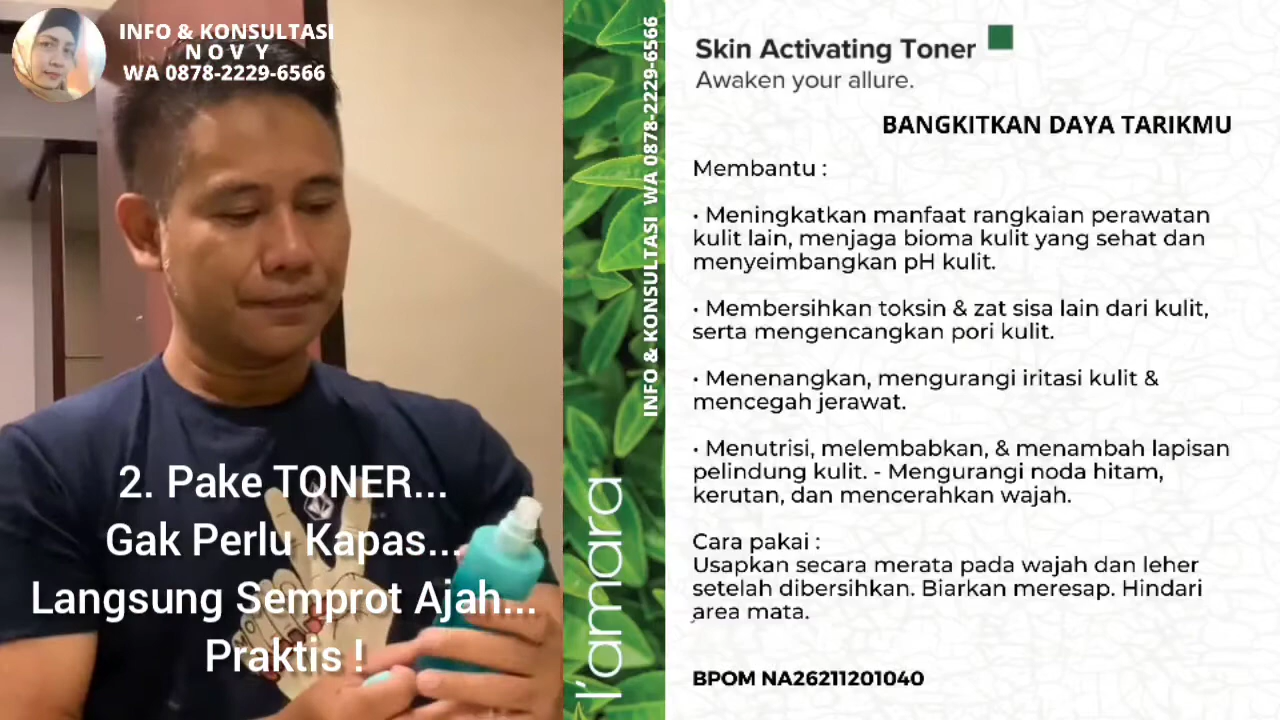 INFO & KONSULTASI
N O V Y
WA 0878-2229-6566
2. Pake TONER...
Gak Perlu Kapas...
Langsung Semprot Ajah...
Praktis !
INFO & KONSULTASI WA 0878-2229-6566
l'amara
Skin Activating Toner
Awaken your allure.
BANGKITKAN DAYA TARIKMU
Membantu :
• Meningkatkan manfaat rangkaian perawatan
kulit lain, menjaga bioma kulit yang sehat dan
menyeimbangkan pH kulit.
• Membersihkan toksin & zat sisa lain dari kulit,
serta mengencangkan pori kulit.
• Menenangkan, mengurangi iritasi kulit &
mencegah jerawat.
• Menutrisi, melembabkan, & menambah lapisan
pelindung kulit. - Mengurangi noda hitam,
kerutan, dan mencerahkan wajah.
Cara pakai :
Usapkan secara merata pada wajah dan leher
setelah dibersihkan. Biarkan meresap. Hindari
area mata.
BPOM NA26211201040